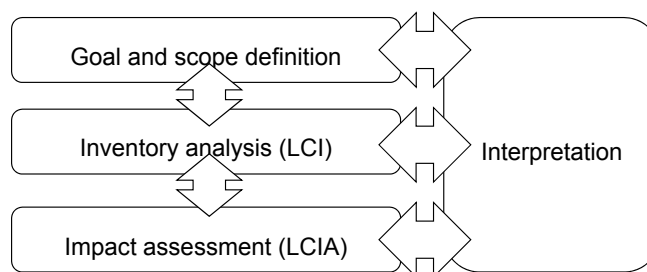 Goal and scope definition
Inventory analysis (LCI)
Interpretation
Impact assessment (LCIA)